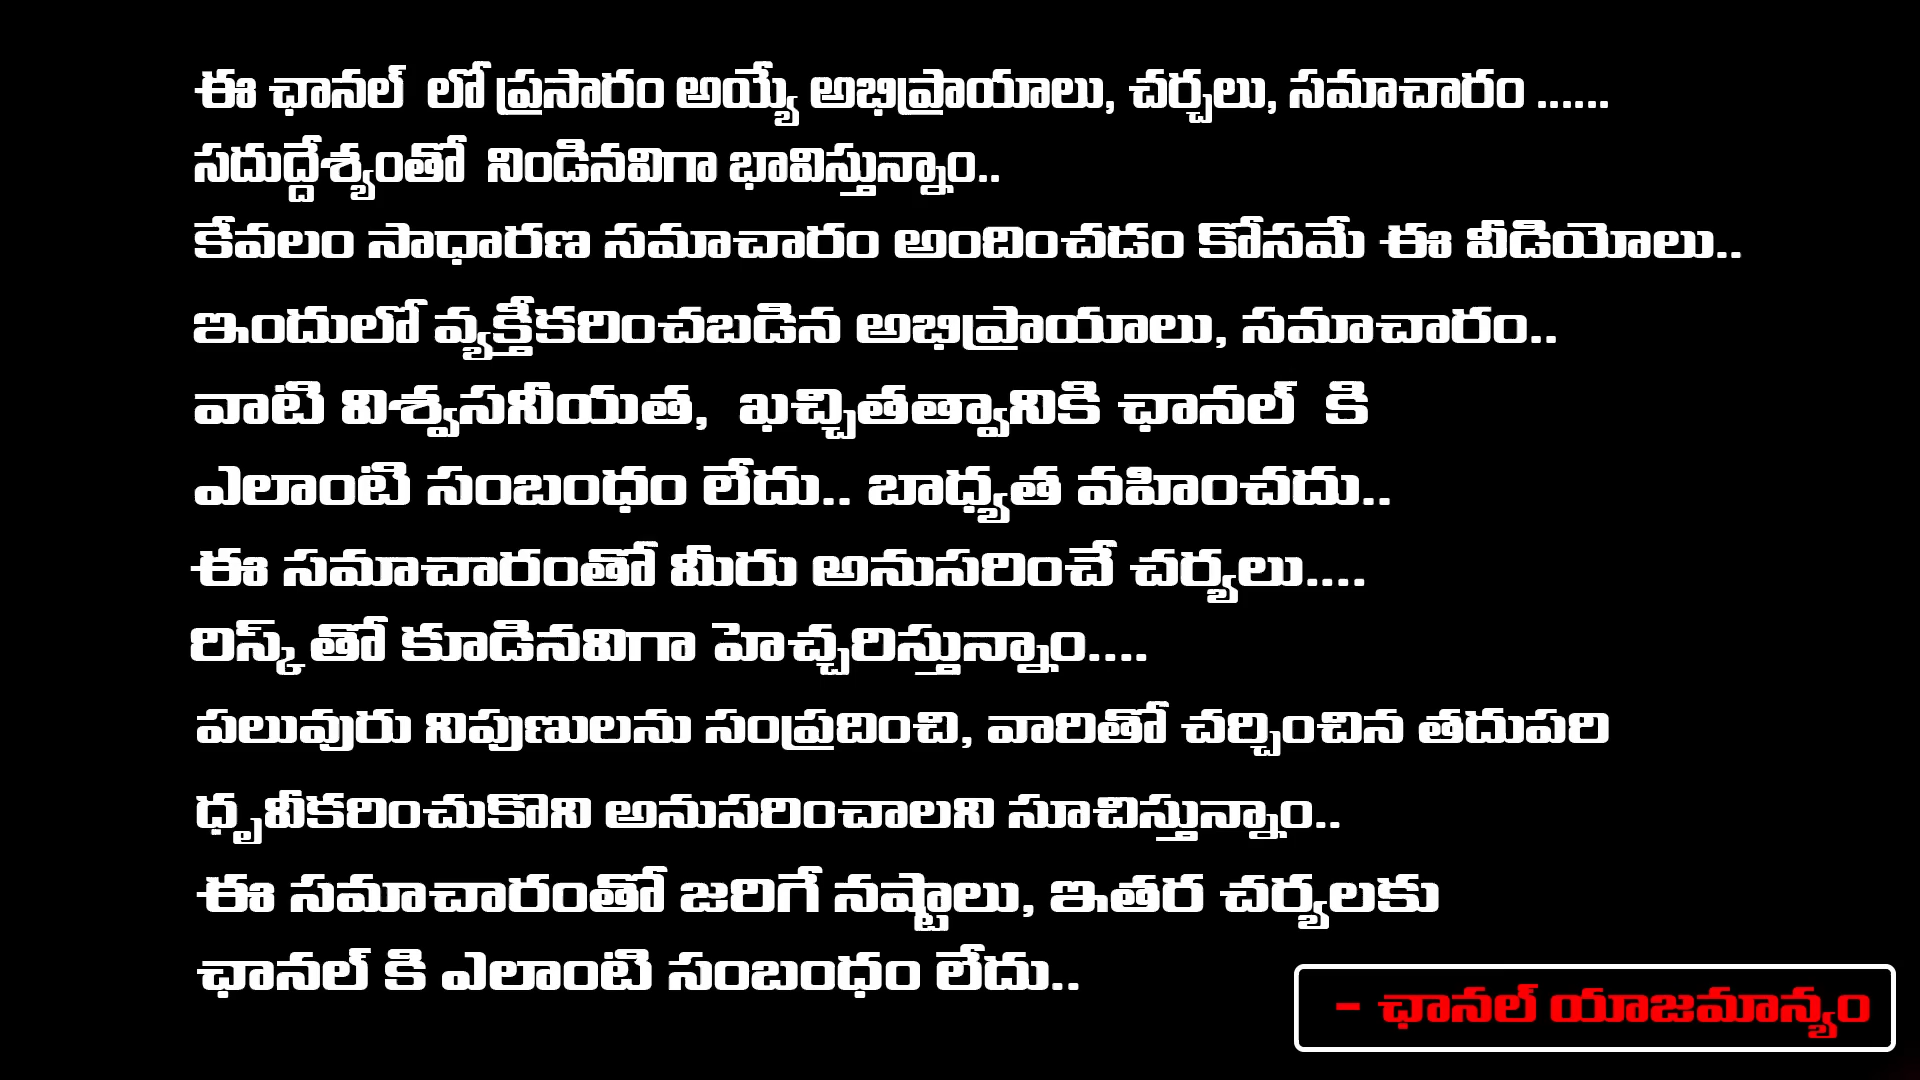 ఈ ఛానల్ లో ప్రసారం అయ్యే అభిప్రాయాలు, చర్చలు, సమాచారం ......
సదుద్దేశ్యంతో నిండినవిగా భావిస్తున్నాం..
కేవలం సాధారణ సమాచారం అందించడం కోసమే ఈ వీడియోలు..
ఇందులో వ్యక్తీకరించబడిన అభిప్రాయాలు, సమాచారం..
వాటి విశ్వసనీయత, ఖచ్చితత్వానికి ఛానల్ కి
ఎలాంటి సంబంధం లేదు.. బాధ్యత వహించదు..
ఈ సమాచారంతో మీరు అనుసరించే చర్యలు....
రిస్క్ తో కూడినవిగా హెచ్చరిస్తున్నాం....
పలువురు నిపుణులను సంప్రదించి, వారితో చర్చించిన తదుపరి
ధృవీకరించుకొని అనుసరించాలని సూచిస్తున్నాం..
ఈ సమాచారంతో జరిగే నష్టాలు, ఇతర చర్యలకు
ఛానల్ కి ఎలాంటి సంబంధం లేదు..
- ఛానల్ యాజమాన్యం